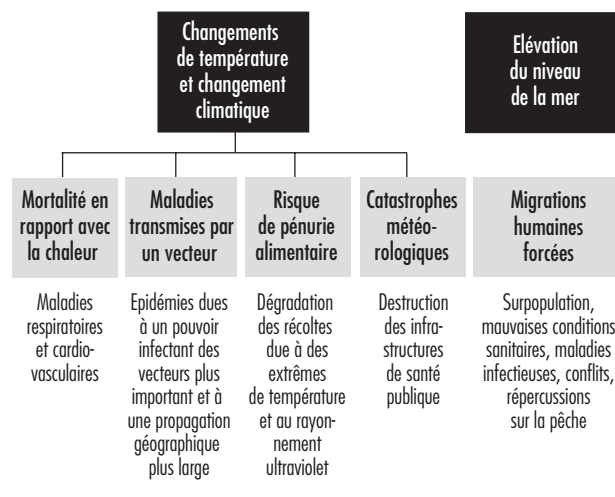 Changements
de température
et changement
climatique
Elévation
du niveau
de la mer
Mortalité en
rapport avec
la chaleur
Maladies
transmises par
un vecteur
Risque
de pénurie
alimentaire
Catastrophes
météo-
rologiques
Migrations
humaines
forcées
Maladies
respiratoires
et cardio-
vasculaires
Epidémies dues
à un pouvoir
infectant des
vecteurs plus
important et à
une propagation
géographique
plus large
Dégradation
des récoltes
due à des
extrêmes
de température
et au rayon-
nement
ultraviolet
Destruction
des infra-
structures
de santé
publique
Surpopulation,
mauvaises conditions
sanitaires, maladies
infectieuses, conflits,
répercussions
sur la pêche